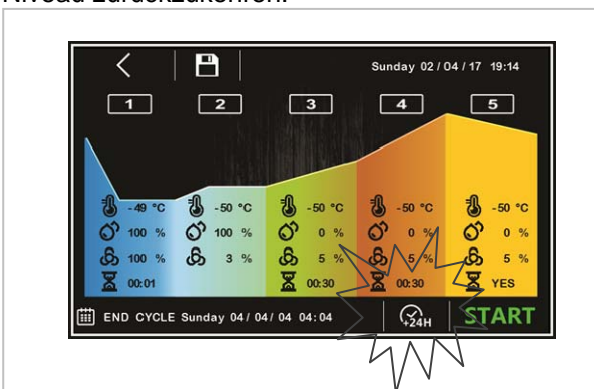 Niveau zurückzukehren.
Sunday 02 / 04 / 17 19:14
1 2 3 4 5
-49 °C -50 °C -50 °C -50 °C -50 °C
100 % 100 % 0 % 0 % 0 %
100 % 3 % 5 % 5 % 5 %
00:01 00:30 00:30 YES
END CYCLE Sunday 04 / 04 / 04 04:04 +24H START